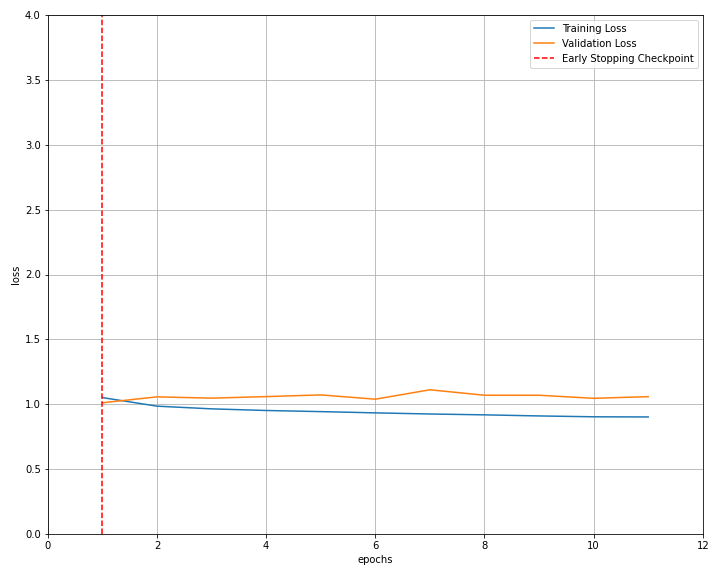 4.0
3.5
3.0
2.5
2.0
1.5
1.0
0.5
0.0
loss
0 2 4 6 8 10 12
epochs
Training Loss
Validation Loss
Early Stopping Checkpoint